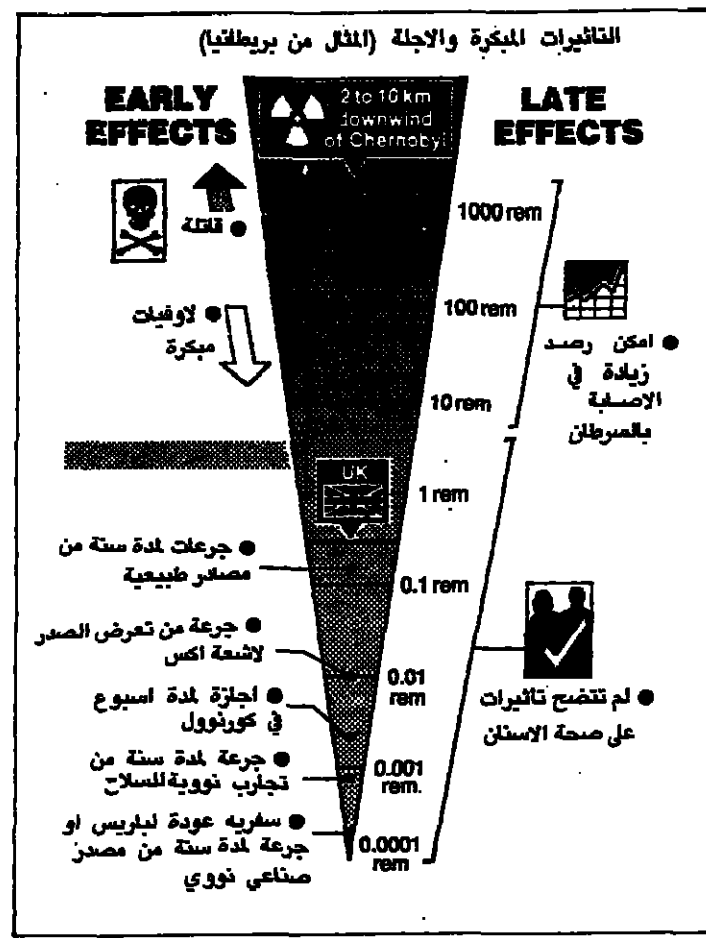 التاثيرات المبكرة والاجلة (المثال من بريطانيا)
EARLY
EFFECTS
2 to 10 km
downwind
of Chernobyl
LATE
EFFECTS
● قاتلة
1000 rem
● لاوفيات
مبكرة
100 rem
● امكن رصد
زيادة في
الاصابة
بالسرطان
10 rem
UK
1 rem
● جرعات لمدة سنة من
مصادر طبيعية
0.1 rem
● جرعة من تعرض الصدر
لاشعة اكس
0.01
rem
● لم تتضح تاثيرات
على صحة الاسنان
● اجازة لمدة اسبوع
في كورنوول
● جرعة لمدة سنة من
تجارب نووية للسلاح
0.001
rem.
● سفريه عودة لباريس او
جرعة لمدة سنة من مصدر
صناعي نووي
0.0001
rem